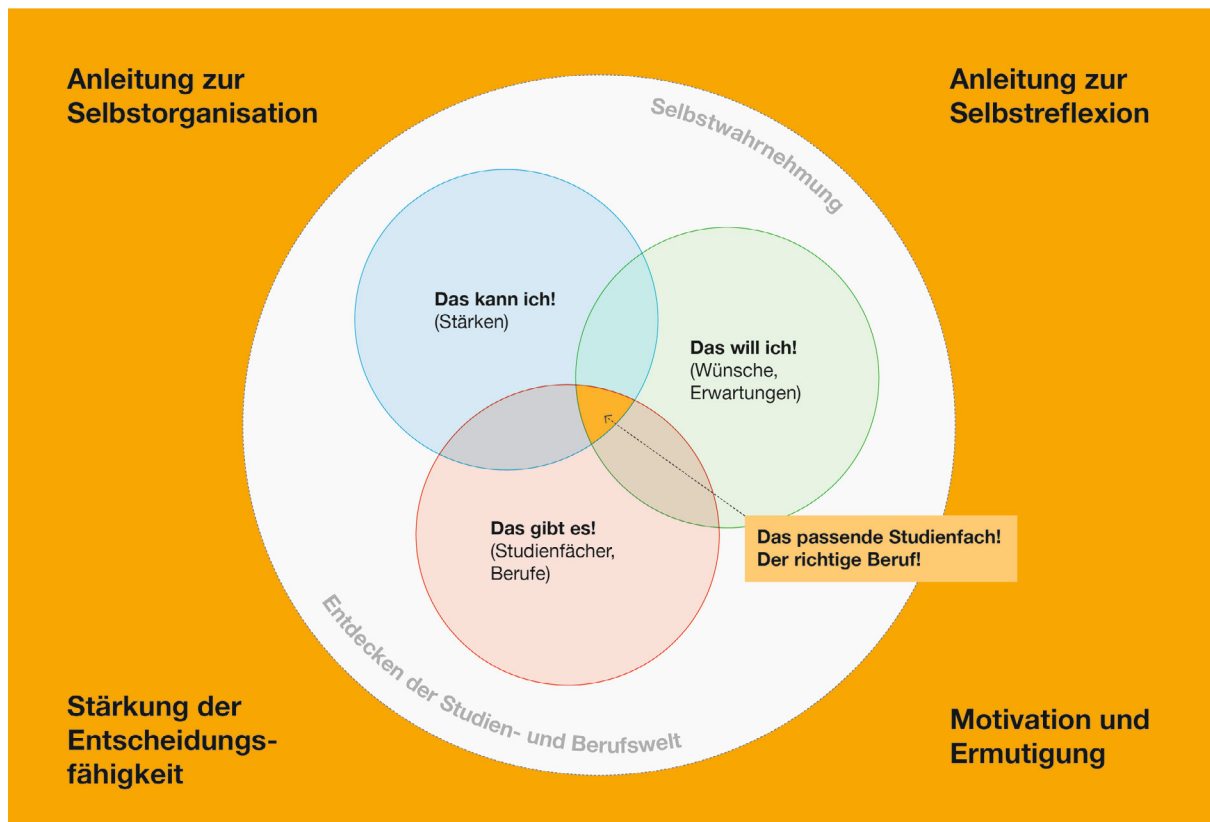 Anleitung zur
Selbstorganisation
Anleitung zur
Selbstreflexion
Selbstwahrnehmung
Das kann ich!
(Stärken)
Das will ich!
(Wünsche,
Erwartungen)
Das gibt es!
(Studienfächer,
Berufe)
Das passende Studienfach!
Der richtige Beruf!
Entdecken der Studien- und Berufswelt
Stärkung der
Entscheidungs-
fähigkeit
Motivation und
Ermutigung